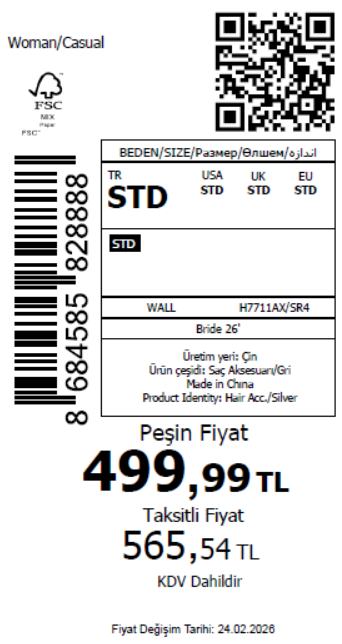 Woman/Casual
FSC
MIX
Paper
FSC™
BEDEN/SIZE/Размер/Өлшем/اندازه
TR USA UK EU
STD STD STD STD
STD
WALL H7711AX/SR4
Bride 26'
Üretim yeri: Çin
Ürün çeşidi: Saç Aksesuarı/Gri
Made in China
Product Identity: Hair Acc./Silver
8 684585 828888
Peşin Fiyat
499,99 TL
Taksitli Fiyat
565,54 TL
KDV Dahildir
Fiyat Değişim Tarihi: 24.02.2026